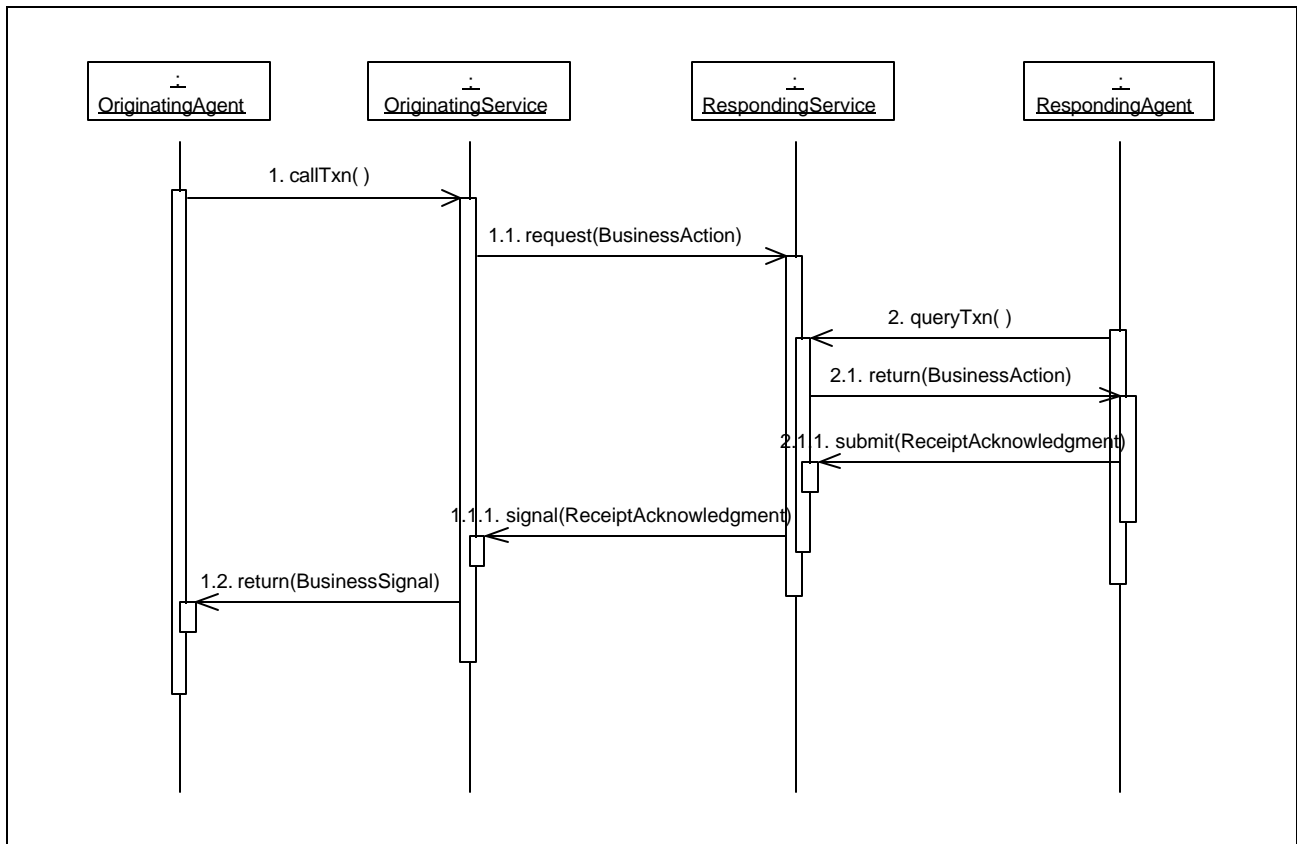 :
OriginatingAgent
:
OriginatingService
:
RespondingService
:
RespondingAgent
1. callTxn( )
1.1. request(BusinessAction)
2. queryTxn( )
2.1. return(BusinessAction)
2.1.1. submit(ReceiptAcknowledgment)
1.1.1. signal(ReceiptAcknowledgment)
1.2. return(BusinessSignal)